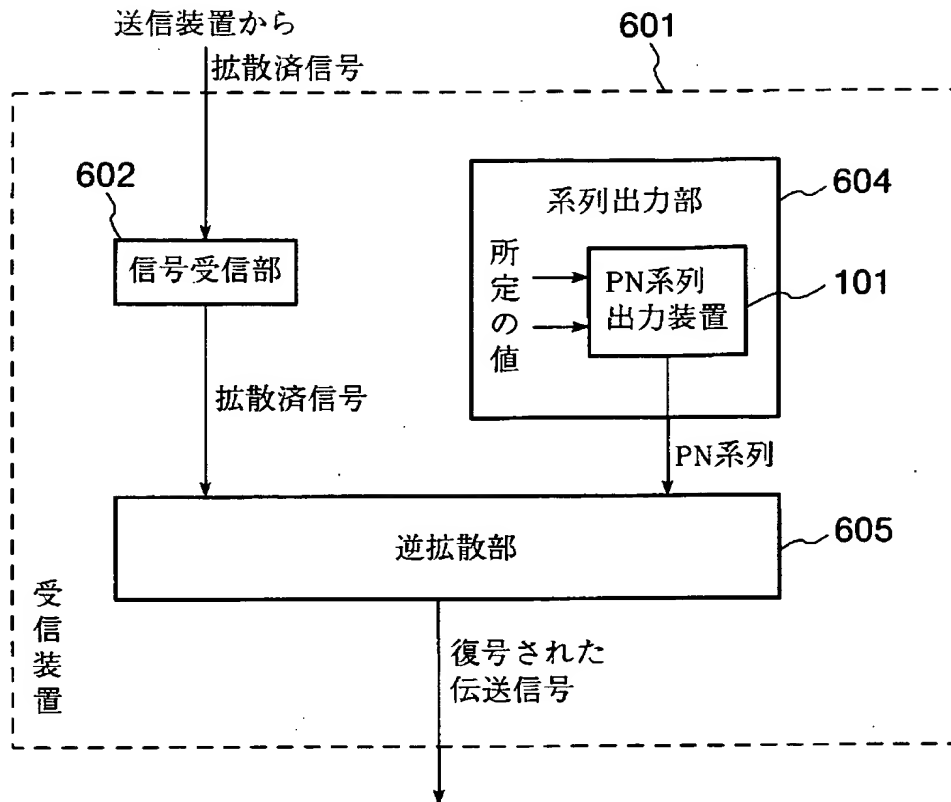 送信装置から
拡散済信号
601
602
信号受信部
系列出力部
604
所定の値
PN系列
出力装置
101
拡散済信号
PN系列
逆拡散部
605
受信装置
復号された
伝送信号